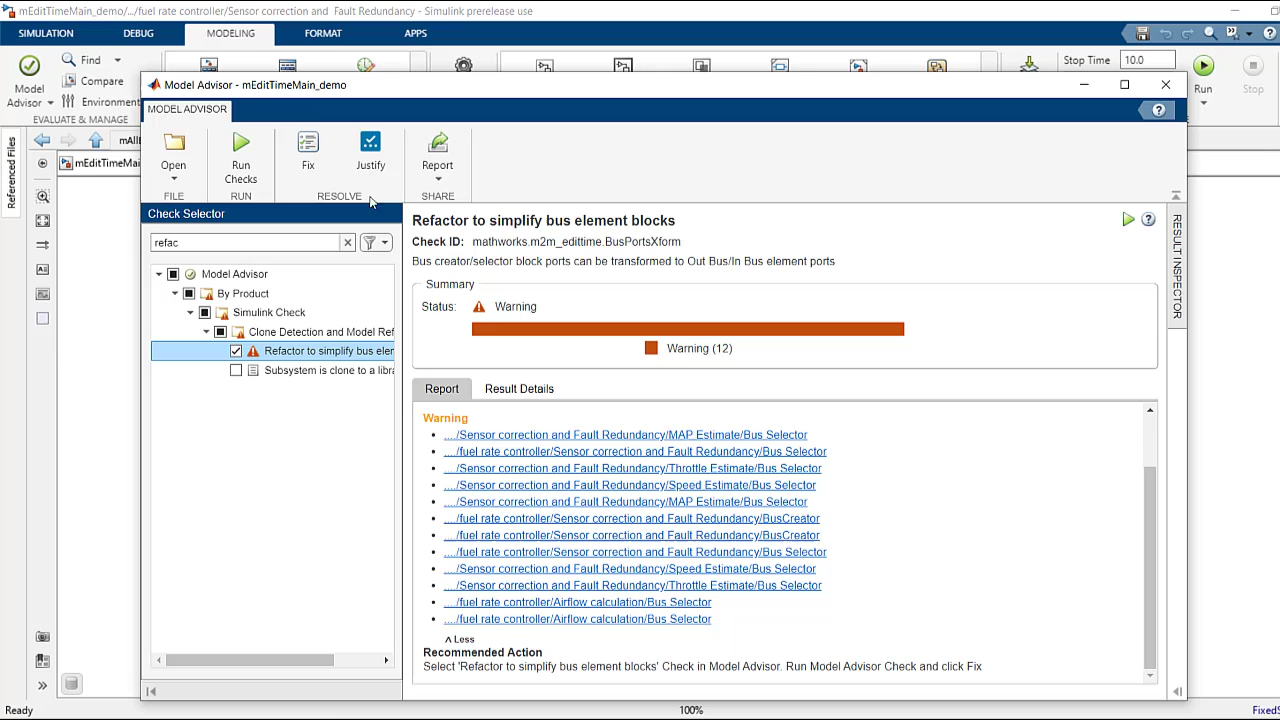 mEditTimeMain_demo/.../fuel rate controller/Sensor correction and Fault Redundancy - Simulink prerelease use
SIMULATION DEBUG MODELING FORMAT APPS
Find
Compare
Environment
Model Advisor
EVALUATE & MANAGE
Stop Time 10.0
Run
Stop
Referenced Files
mEditTimeMai
Model Advisor - mEditTimeMain_demo
MODEL ADVISOR
Open
Run Checks
Fix
Justify
Report
FILE RUN RESOLVE SHARE
Check Selector
refac
Model Advisor
By Product
Simulink Check
Clone Detection and Model Ref
Refactor to simplify bus elem
Subsystem is clone to a libra
Refactor to simplify bus element blocks
Check ID: mathworks.m2m_edittime.BusPortsXform
Bus creator/selector block ports can be transformed to Out Bus/In Bus element ports
Summary
Status: Warning
Warning (12)
Report Result Details
Warning
..../Sensor correction and Fault Redundancy/MAP Estimate/Bus Selector
..../fuel rate controller/Sensor correction and Fault Redundancy/Bus Selector
..../Sensor correction and Fault Redundancy/Throttle Estimate/Bus Selector
..../Sensor correction and Fault Redundancy/Speed Estimate/Bus Selector
..../Sensor correction and Fault Redundancy/MAP Estimate/Bus Selector
..../fuel rate controller/Sensor correction and Fault Redundancy/BusCreator
..../fuel rate controller/Sensor correction and Fault Redundancy/BusCreator
..../fuel rate controller/Sensor correction and Fault Redundancy/Bus Selector
..../Sensor correction and Fault Redundancy/Speed Estimate/Bus Selector
..../Sensor correction and Fault Redundancy/Throttle Estimate/Bus Selector
..../fuel rate controller/Airflow calculation/Bus Selector
..../fuel rate controller/Airflow calculation/Bus Selector
Less
Recommended Action
Select 'Refactor to simplify bus element blocks' Check in Model Advisor. Run Model Advisor Check and click Fix
RESULT INSPECTOR
Ready 100% FixedS